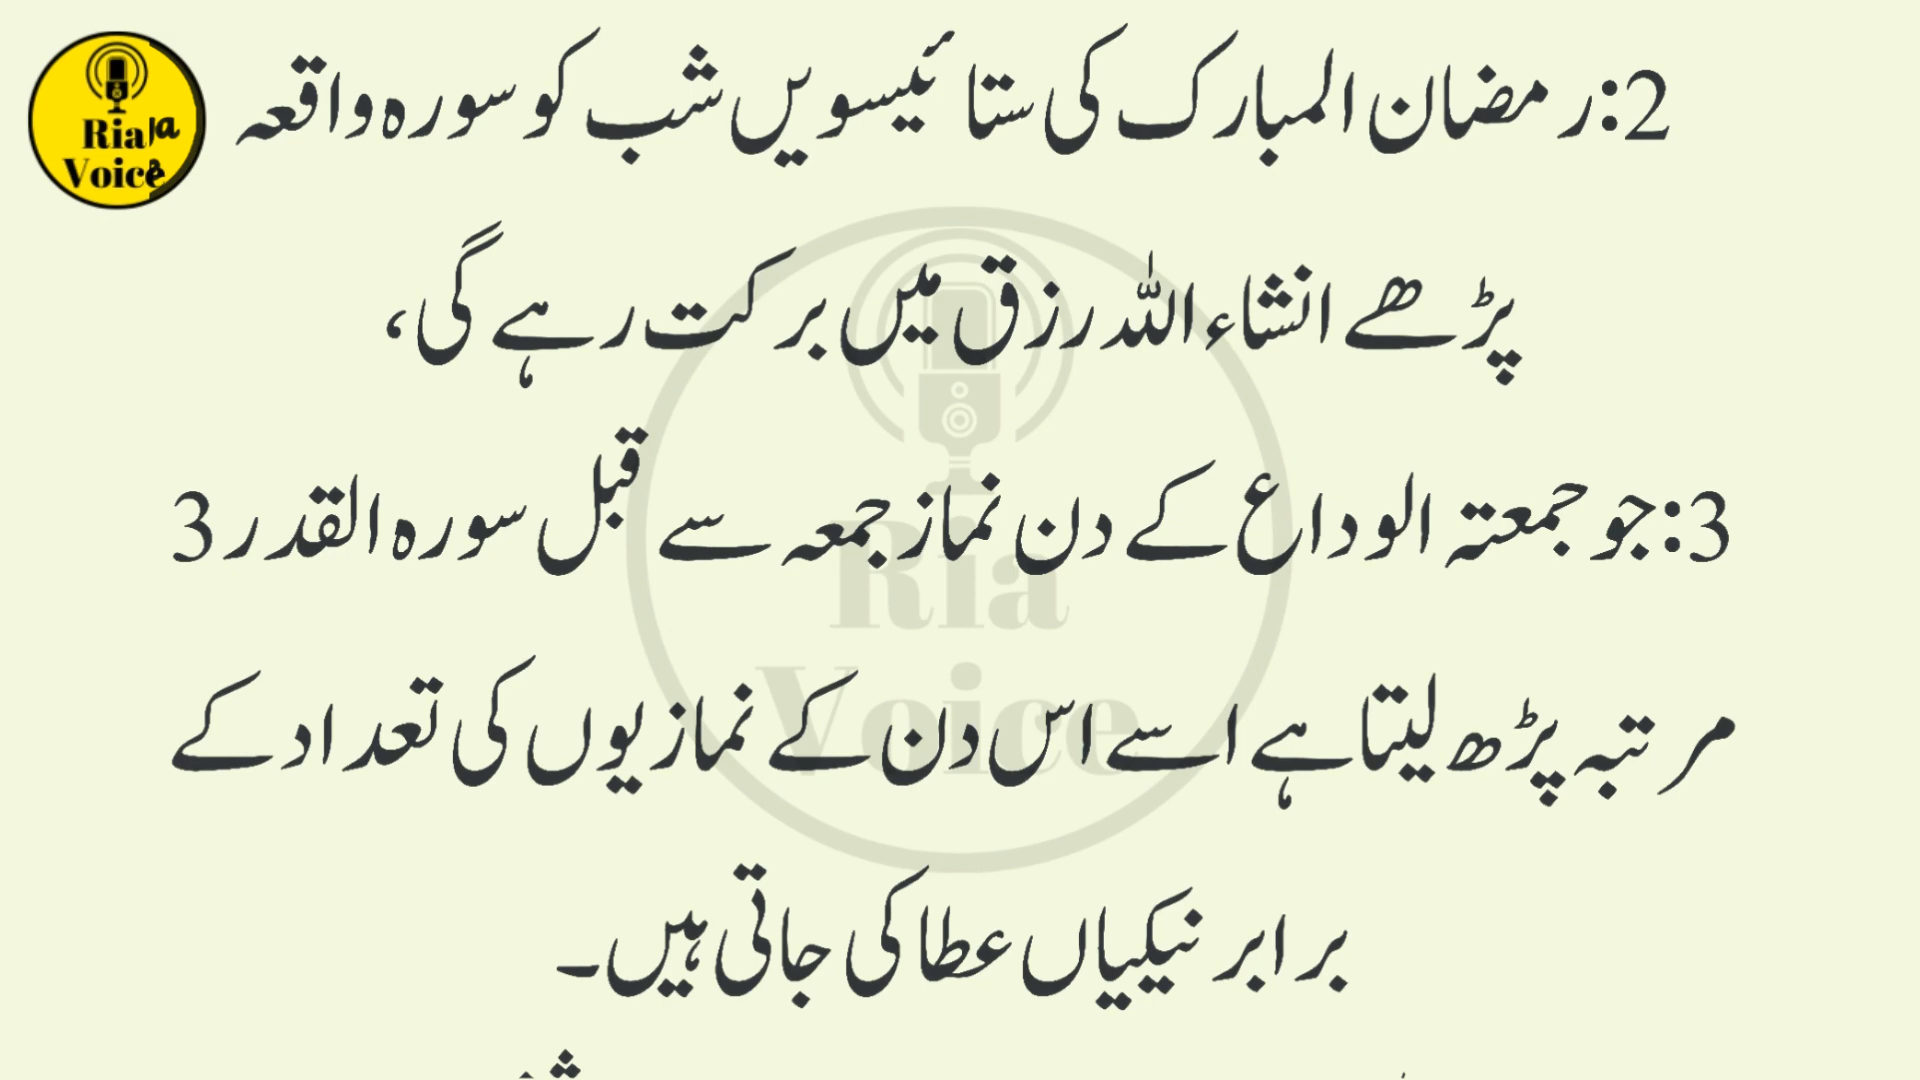 Ria
Voice
2:رمضان المبارک کی ستائیسویں شب کو سورہ واقعہ
پڑھے انشاء اللہ رزق میں برکت رہے گی،
3:جو جمعتہ الوداع کے دن نماز جمعہ سے قبل سورہ القدر 3
مرتبہ پڑھ لیتا ہے اسے اس دن کے نمازیوں کی تعداد کے
برابر نیکیاں عطا کی جاتی ہیں۔
Ria
Voice